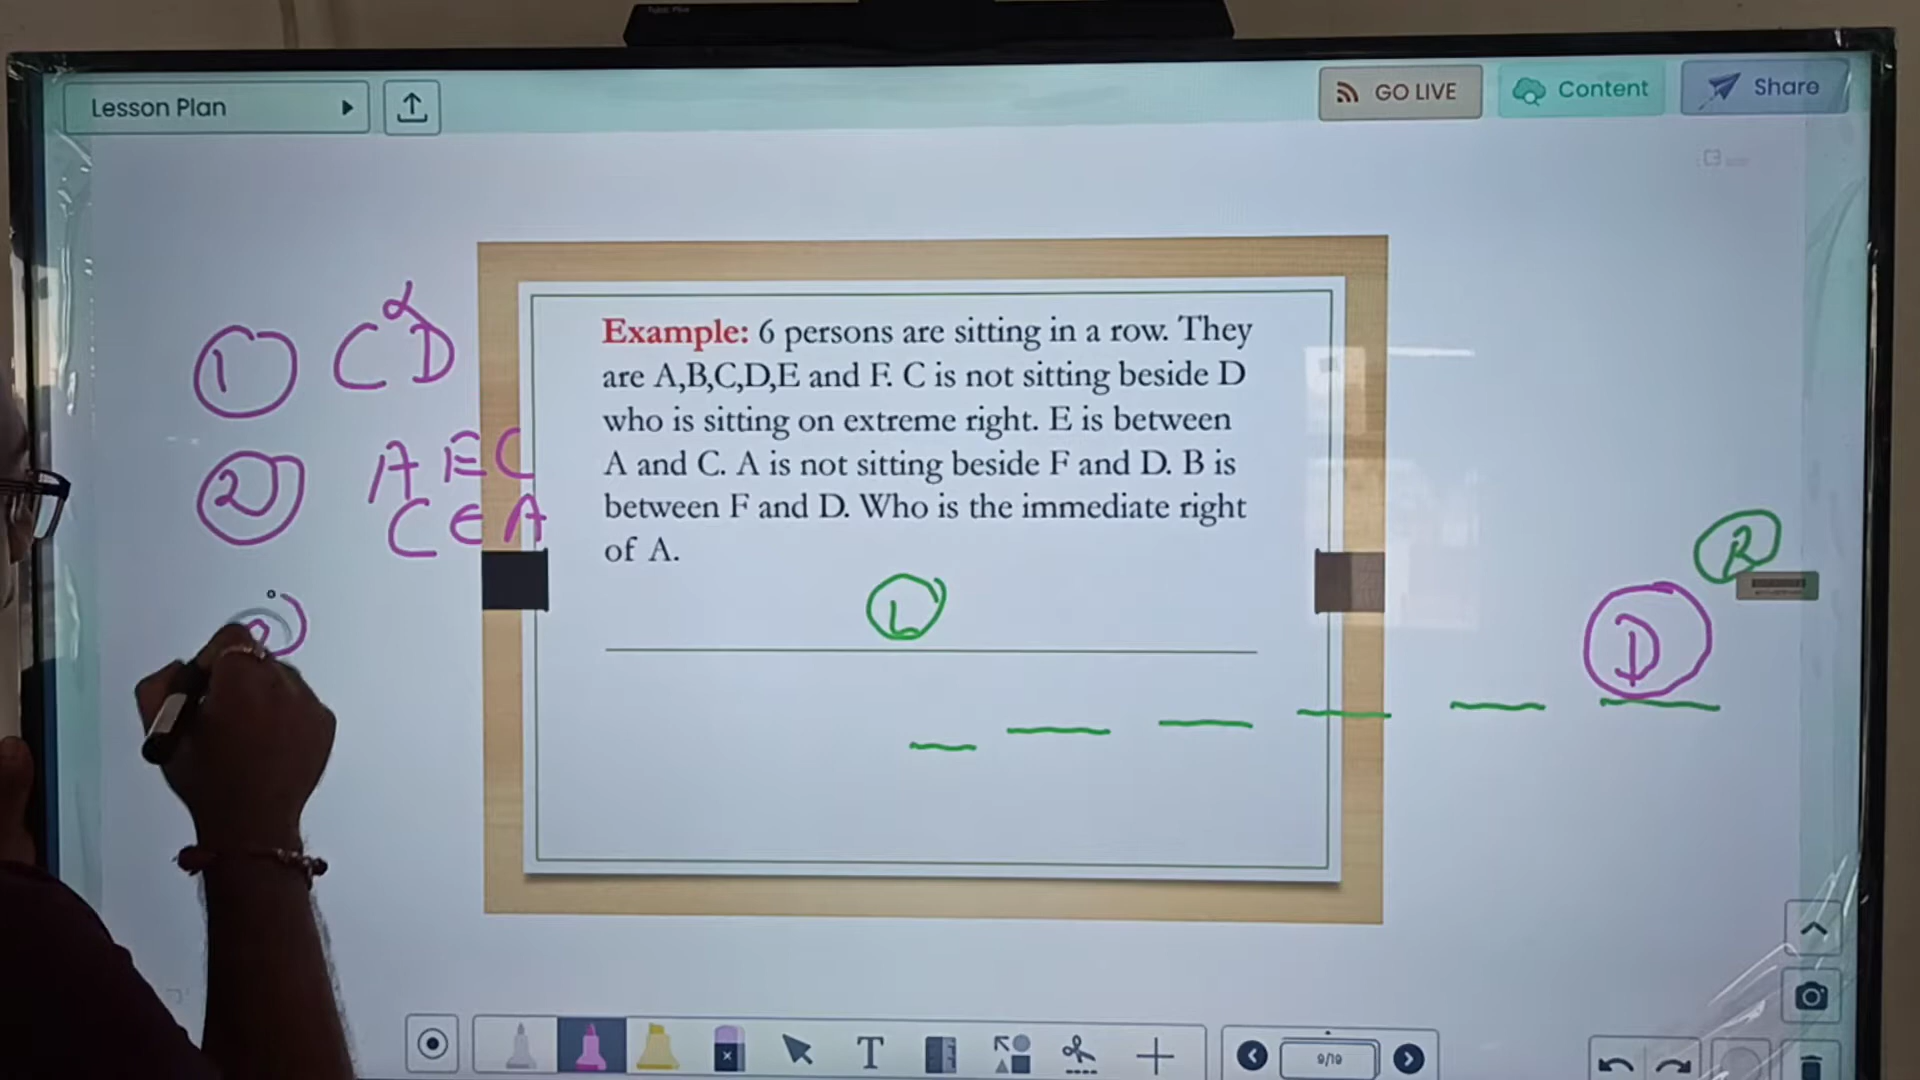 Lesson Plan
GO LIVE
Content
Share
Example: 6 persons are sitting in a row. They
are A,B,C,D,E and F. C is not sitting beside D
who is sitting on extreme right. E is between
A and C. A is not sitting beside F and D. B is
between F and D. Who is the immediate right
of A.
1 C D
2 A E C
C E A
L
R
D
T
9/19